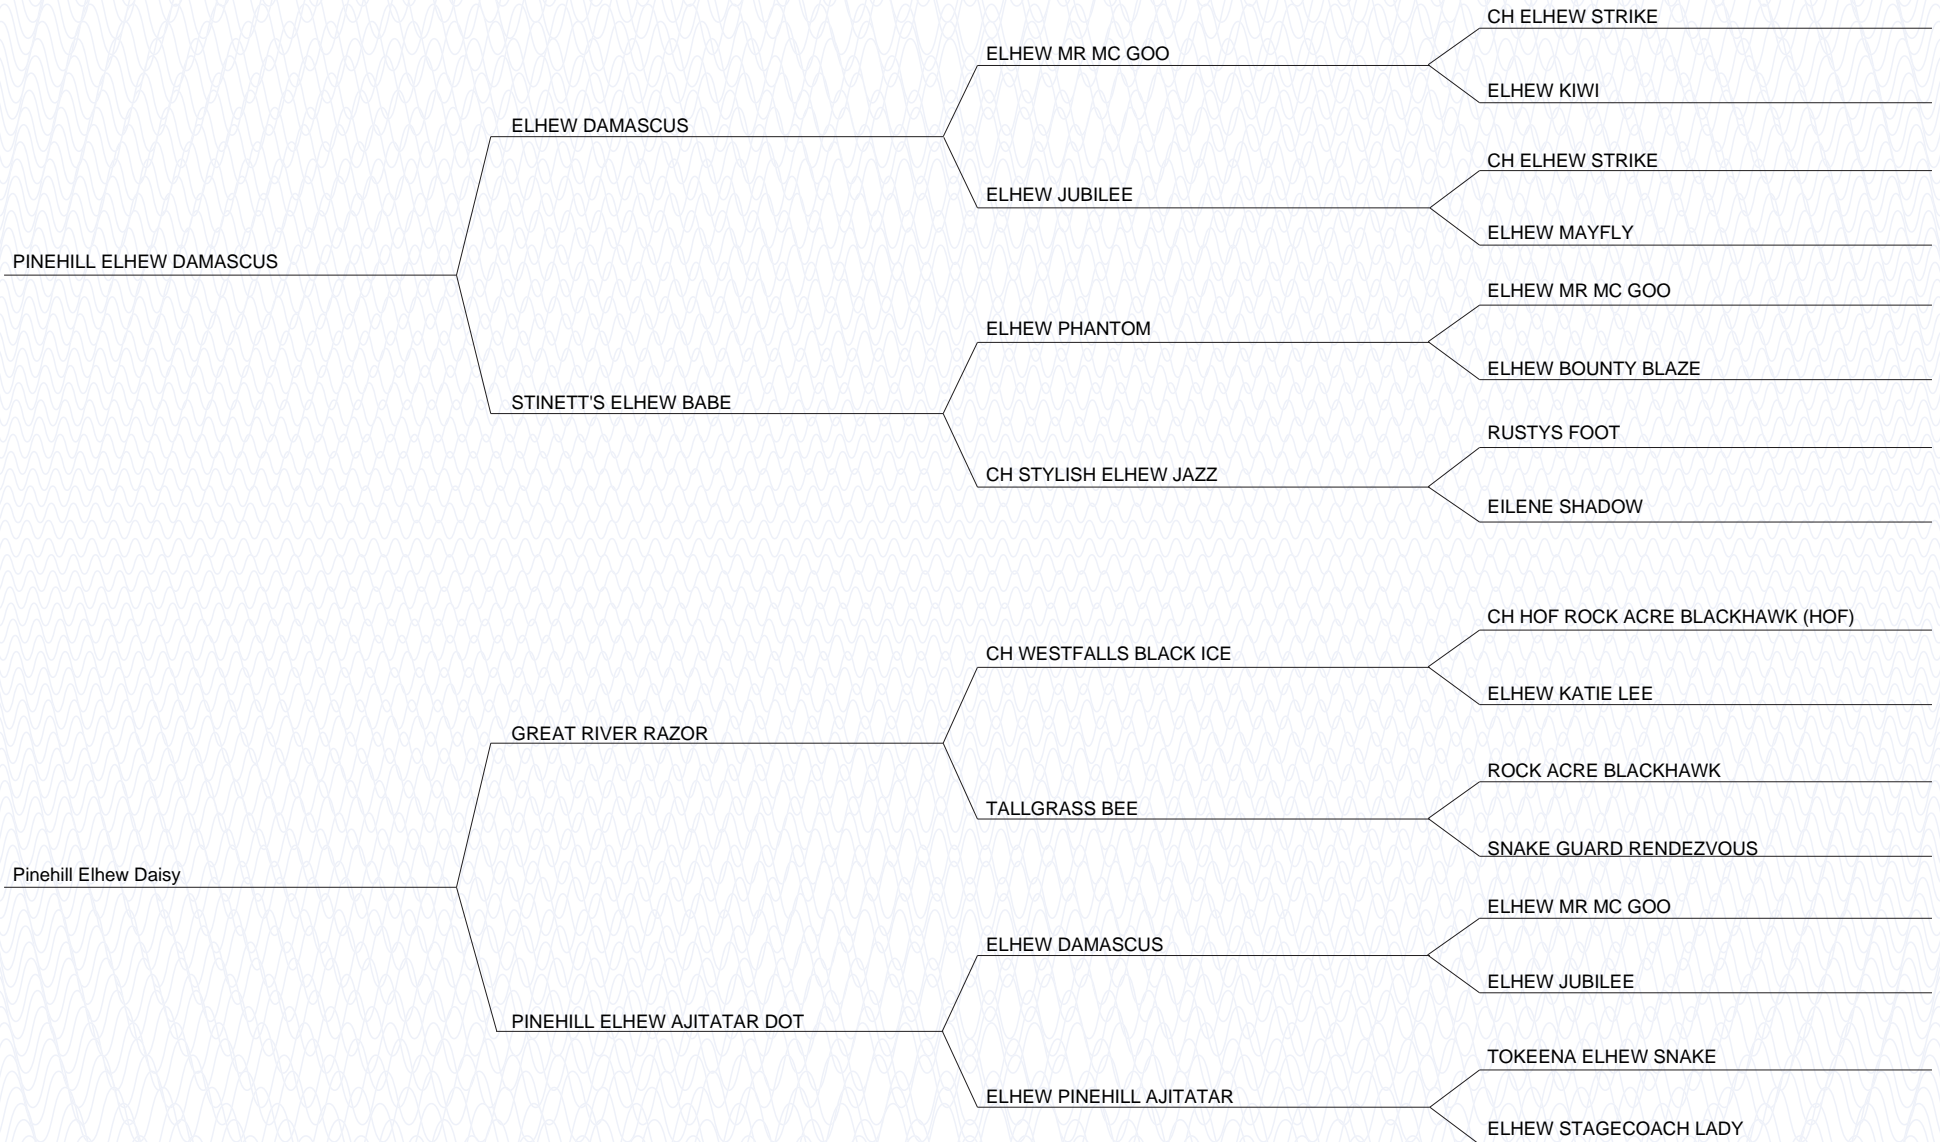 CH ELHEW STRIKE
ELHEW MR MC GOO
ELHEW KIWI
ELHEW DAMASCUS
CH ELHEW STRIKE
ELHEW JUBILEE
ELHEW MAYFLY
PINEHILL ELHEW DAMASCUS
ELHEW MR MC GOO
ELHEW PHANTOM
ELHEW BOUNTY BLAZE
STINETT'S ELHEW BABE
RUSTYS FOOT
CH STYLISH ELHEW JAZZ
EILENE SHADOW
CH HOF ROCK ACRE BLACKHAWK (HOF)
CH WESTFALLS BLACK ICE
ELHEW KATIE LEE
GREAT RIVER RAZOR
ROCK ACRE BLACKHAWK
TALLGRASS BEE
SNAKE GUARD RENDEZVOUS
Pinehill Elhew Daisy
ELHEW MR MC GOO
ELHEW DAMASCUS
ELHEW JUBILEE
PINEHILL ELHEW AJITATAR DOT
TOKEENA ELHEW SNAKE
ELHEW PINEHILL AJITATAR
ELHEW STAGECOACH LADY